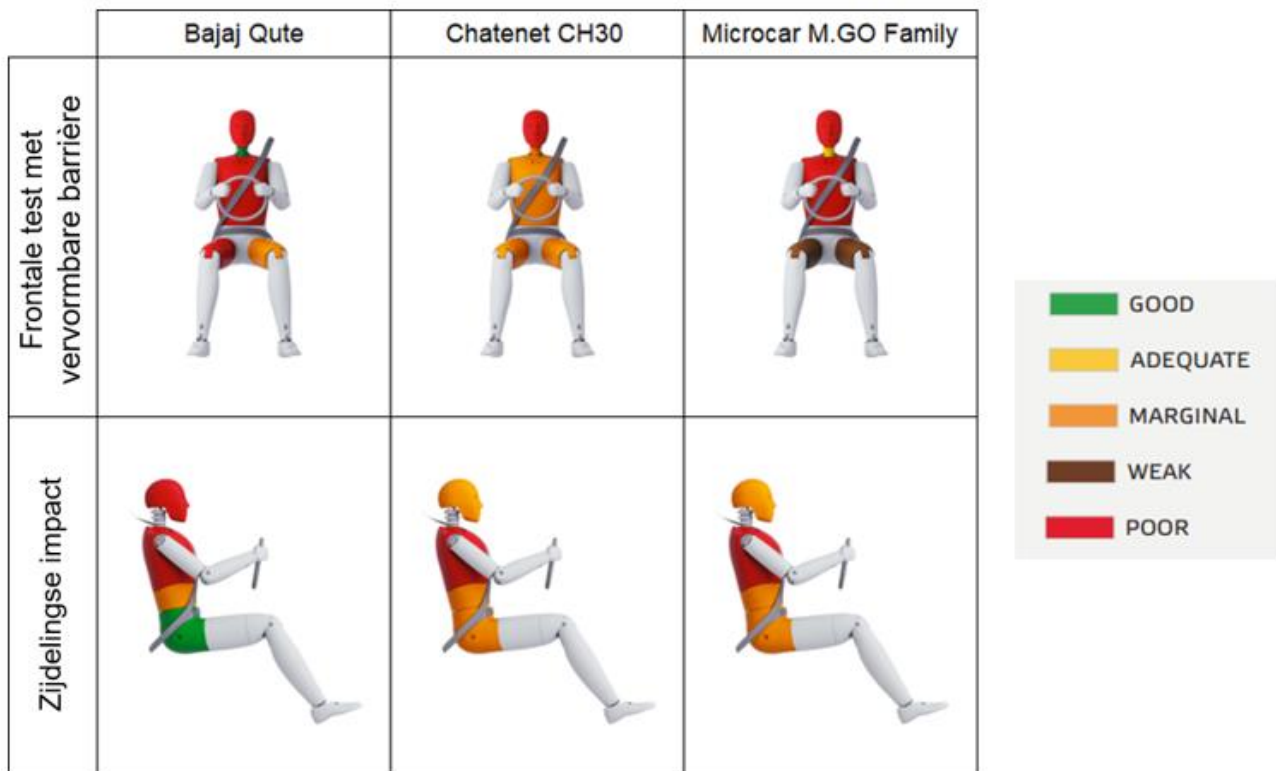 Bajaj Qute
Chatenet CH30
Microcar M.GO Family
Frontale test met
vervormbare barrière
Zijdelingse impact
GOOD
ADEQUATE
MARGINAL
WEAK
POOR